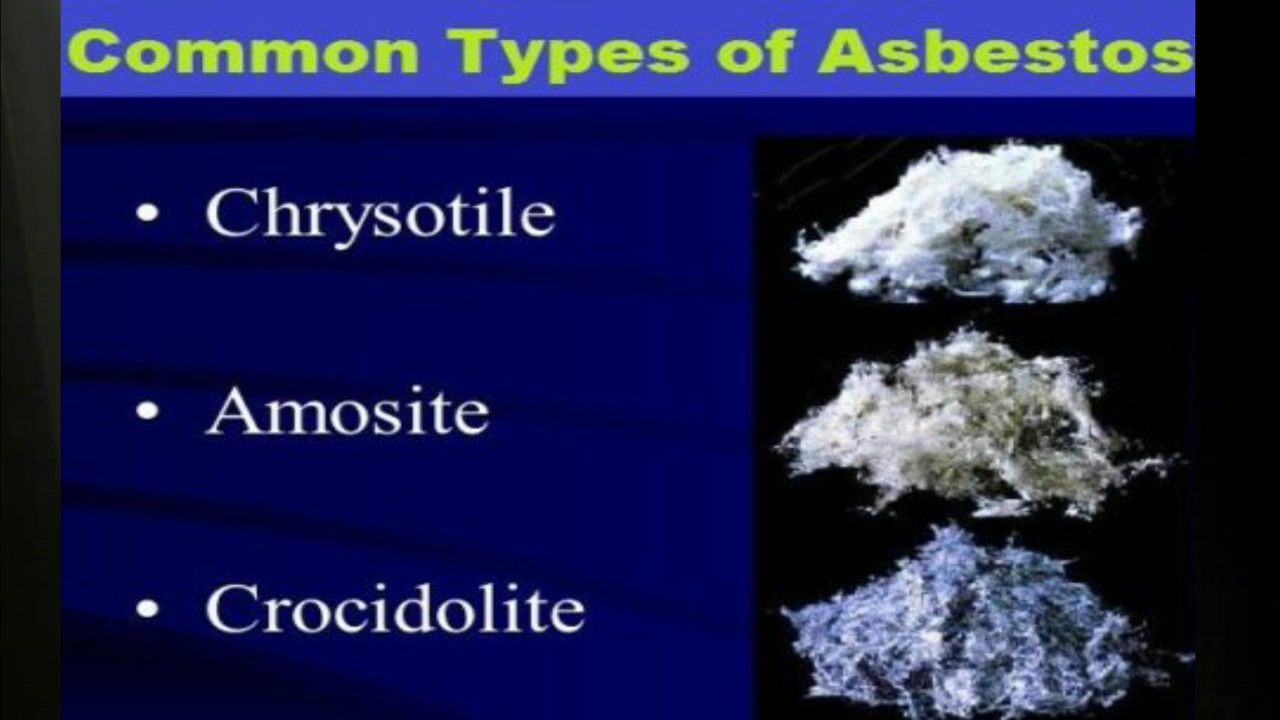 Common Types of Asbestos
• Chrysotile
• Amosite
• Crocidolite